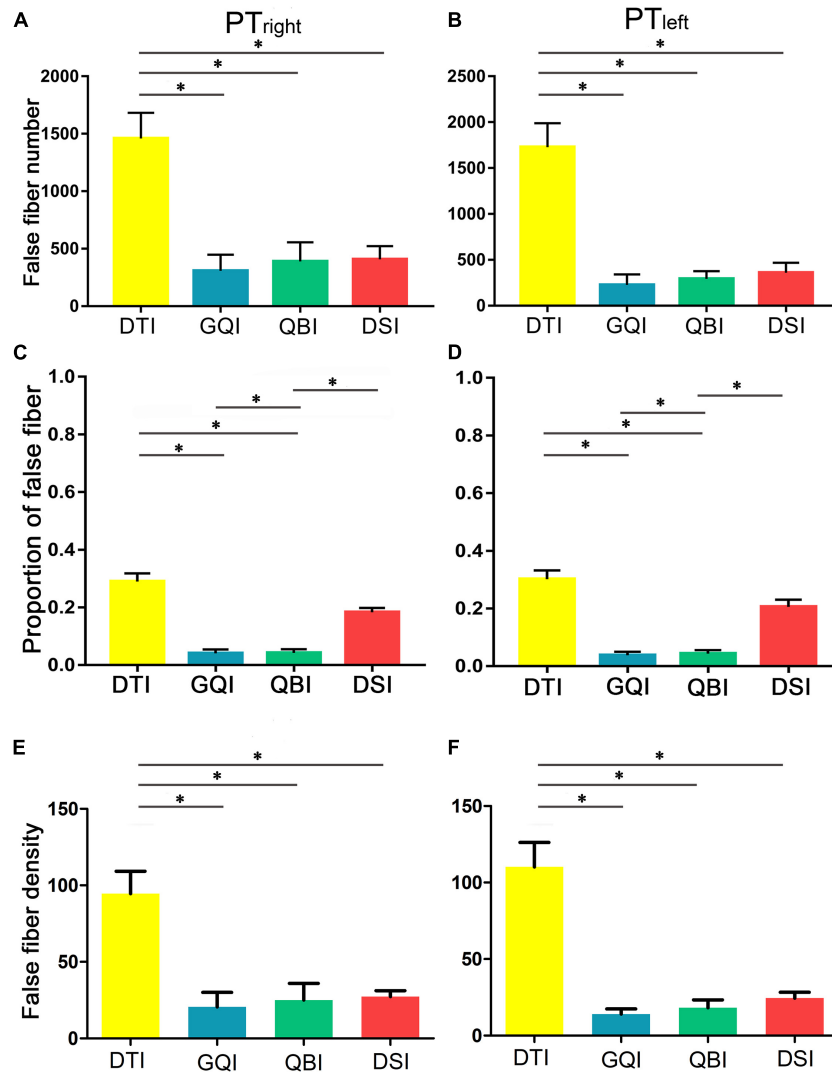 A PTright B PTleft
* *
* *
* *
False fiber number
2000 2500
1500 2000
1000 1500
500 1000
0 500
0
DTI GQI QBI DSI DTI GQI QBI DSI
C D
* *
* *
* *
* *
Proportion of false fiber
1.0 1.0
0.8 0.8
0.6 0.6
0.4 0.4
0.2 0.2
0.0 0.0
DTI GQI QBI DSI DTI GQI QBI DSI
E F
* *
* *
* *
False fiber density
150 150
100 100
50 50
0 0
DTI GQI QBI DSI DTI GQI QBI DSI